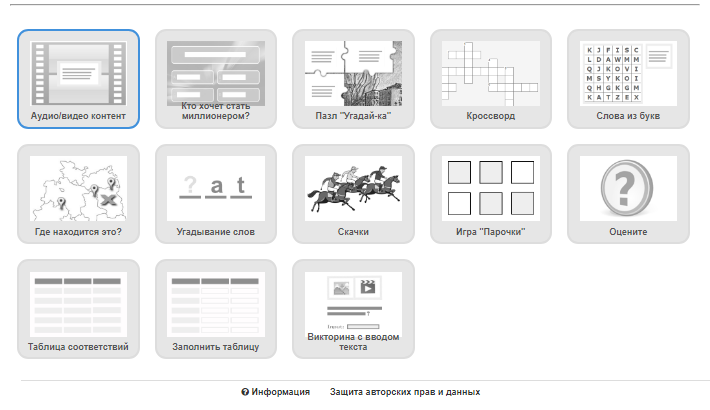 Аудио/видео контент
Кто хочет стать
миллионером?
Пазл "Угадай-ка"
Кроссворд
K J F I S C
L D A W M M
Q J K O V I
M S Y K O I
Q H G K G M
K A T Z E X
Слова из букв
Где находится это?
? a t
Угадывание слов
Скачки
Игра "Парочки"
?
Оцените
Таблица соответствий
Заполнить таблицу
?
Викторина с вводом
текста
? Информация
Защита авторских прав и данных